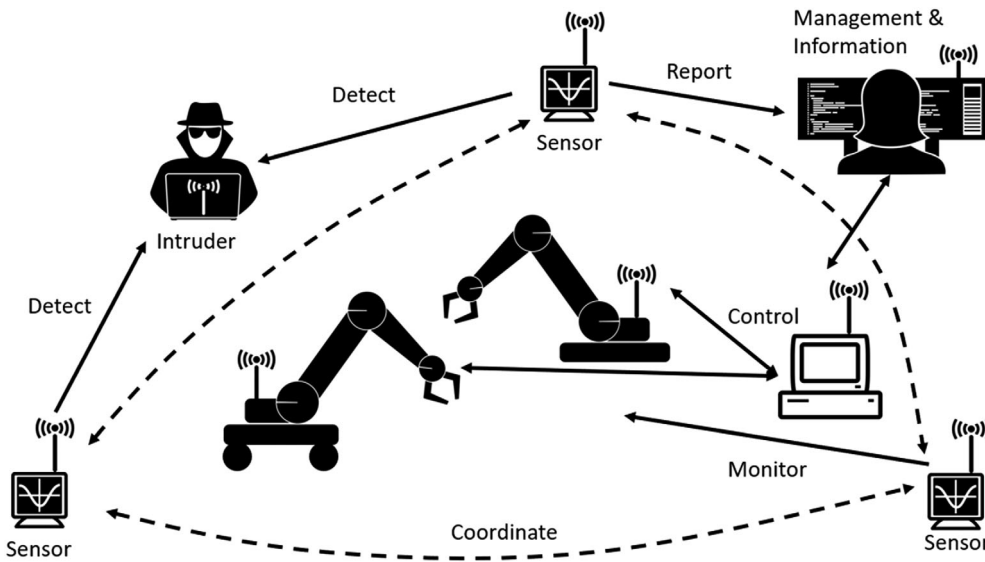 Management &
Information
Report
Detect
Sensor
Intruder
Detect
Control
Monitor
Coordinate
Sensor
Sensor